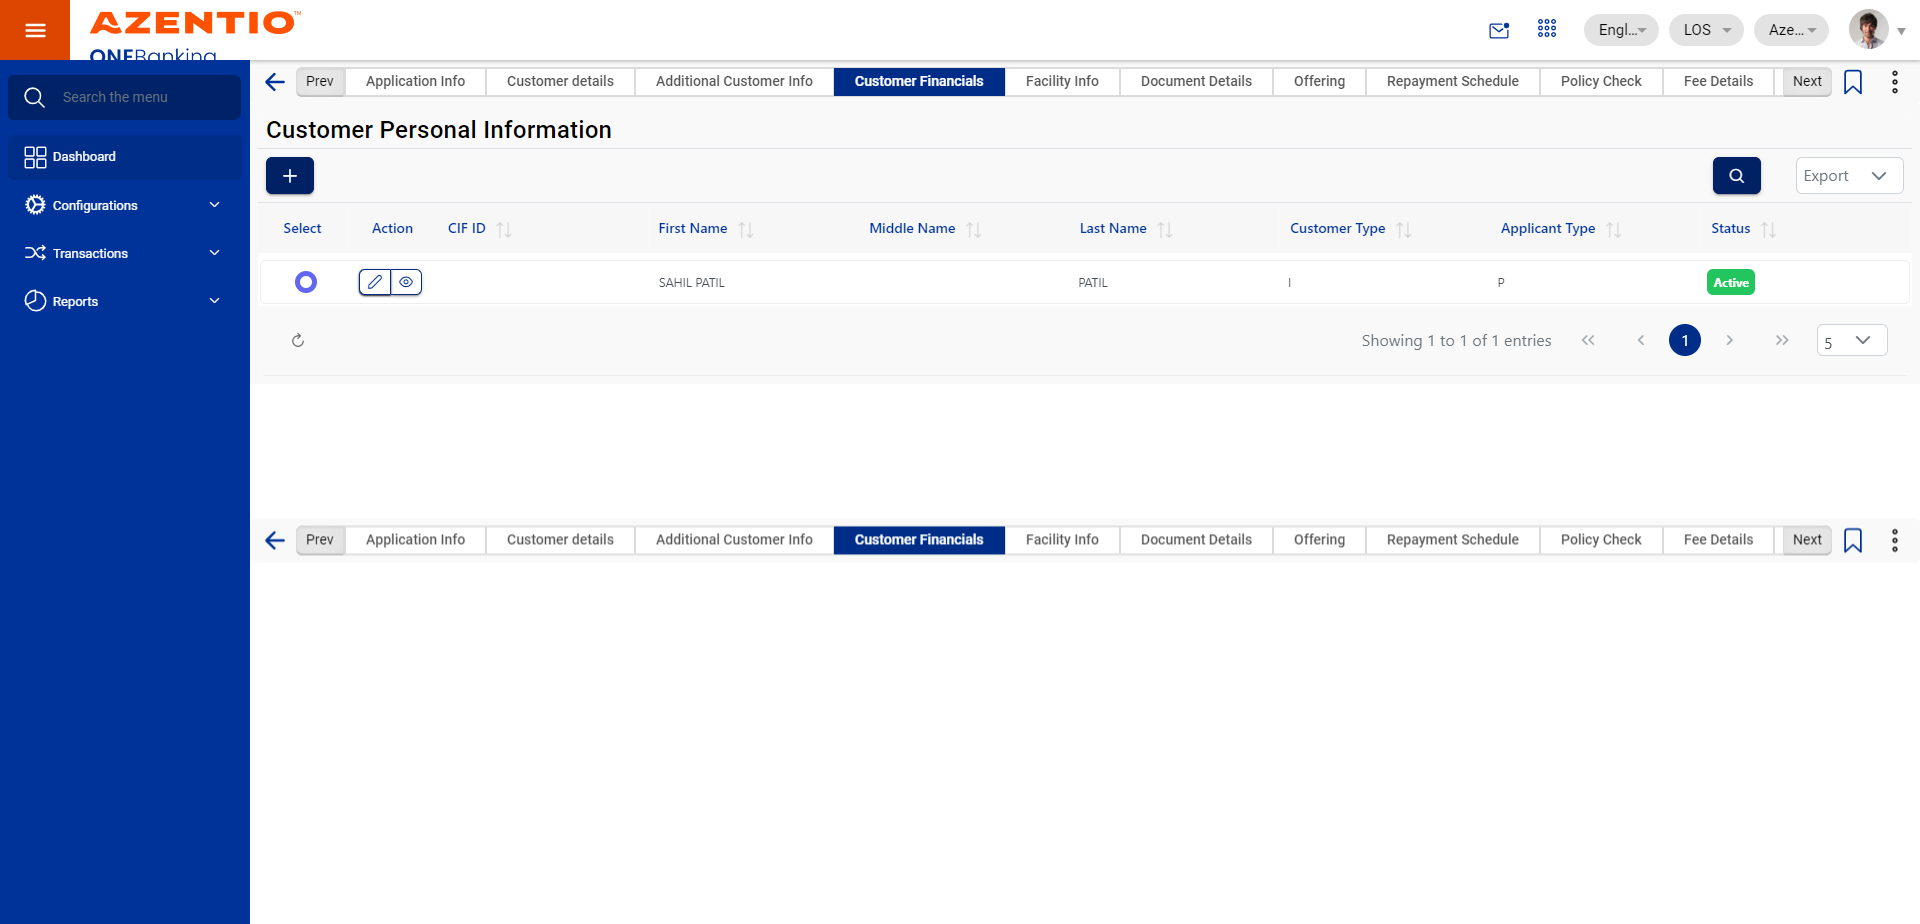 AZENTIO™
ONEBanking
Engl...
LOS
Aze...
Search the menu
Dashboard
Configurations
Transactions
Reports
Prev Application Info Customer details Additional Customer Info Customer Financials Facility Info Document Details Offering Repayment Schedule Policy Check Fee Details Next
Customer Personal Information
+
Export
Select Action CIF ID First Name Middle Name Last Name Customer Type Applicant Type Status
SAHIL PATIL PATIL I P Active
Showing 1 to 1 of 1 entries 1 5
Prev Application Info Customer details Additional Customer Info Customer Financials Facility Info Document Details Offering Repayment Schedule Policy Check Fee Details Next